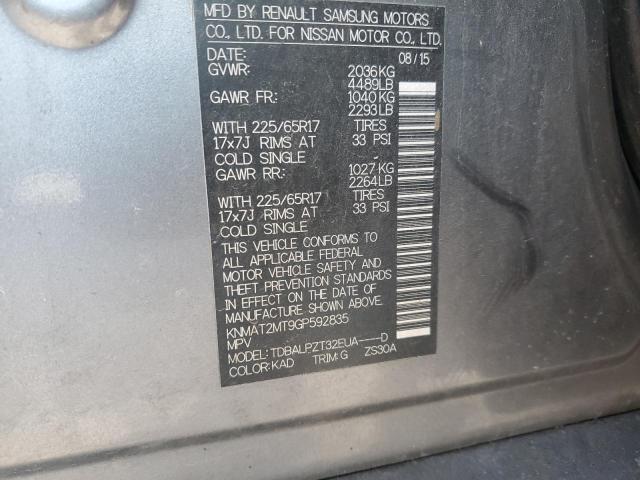 MFD BY RENAULT SAMSUNG MOTORS
CO., LTD. FOR NISSAN MOTOR CO., LTD.
DATE: 08/15
GVWR: 2036KG
4489LB
GAWR FR: 1040KG
2293LB
WITH 225/65R17 TIRES
17x7J RIMS AT 33 PSI
COLD SINGLE
GAWR RR: 1027KG
2264LB
WITH 225/65R17 TIRES
17x7J RIMS AT 33 PSI
COLD SINGLE
THIS VEHICLE CONFORMS TO
ALL APPLICABLE FEDERAL
MOTOR VEHICLE SAFETY AND
THEFT PREVENTION STANDARDS
IN EFFECT ON THE DATE OF
MANUFACTURE SHOWN ABOVE.
KNMAT2MT9GP592835
MPV
MODEL: TDBALPZT32EUA----D
COLOR: KAD TRIM: G ZS30A